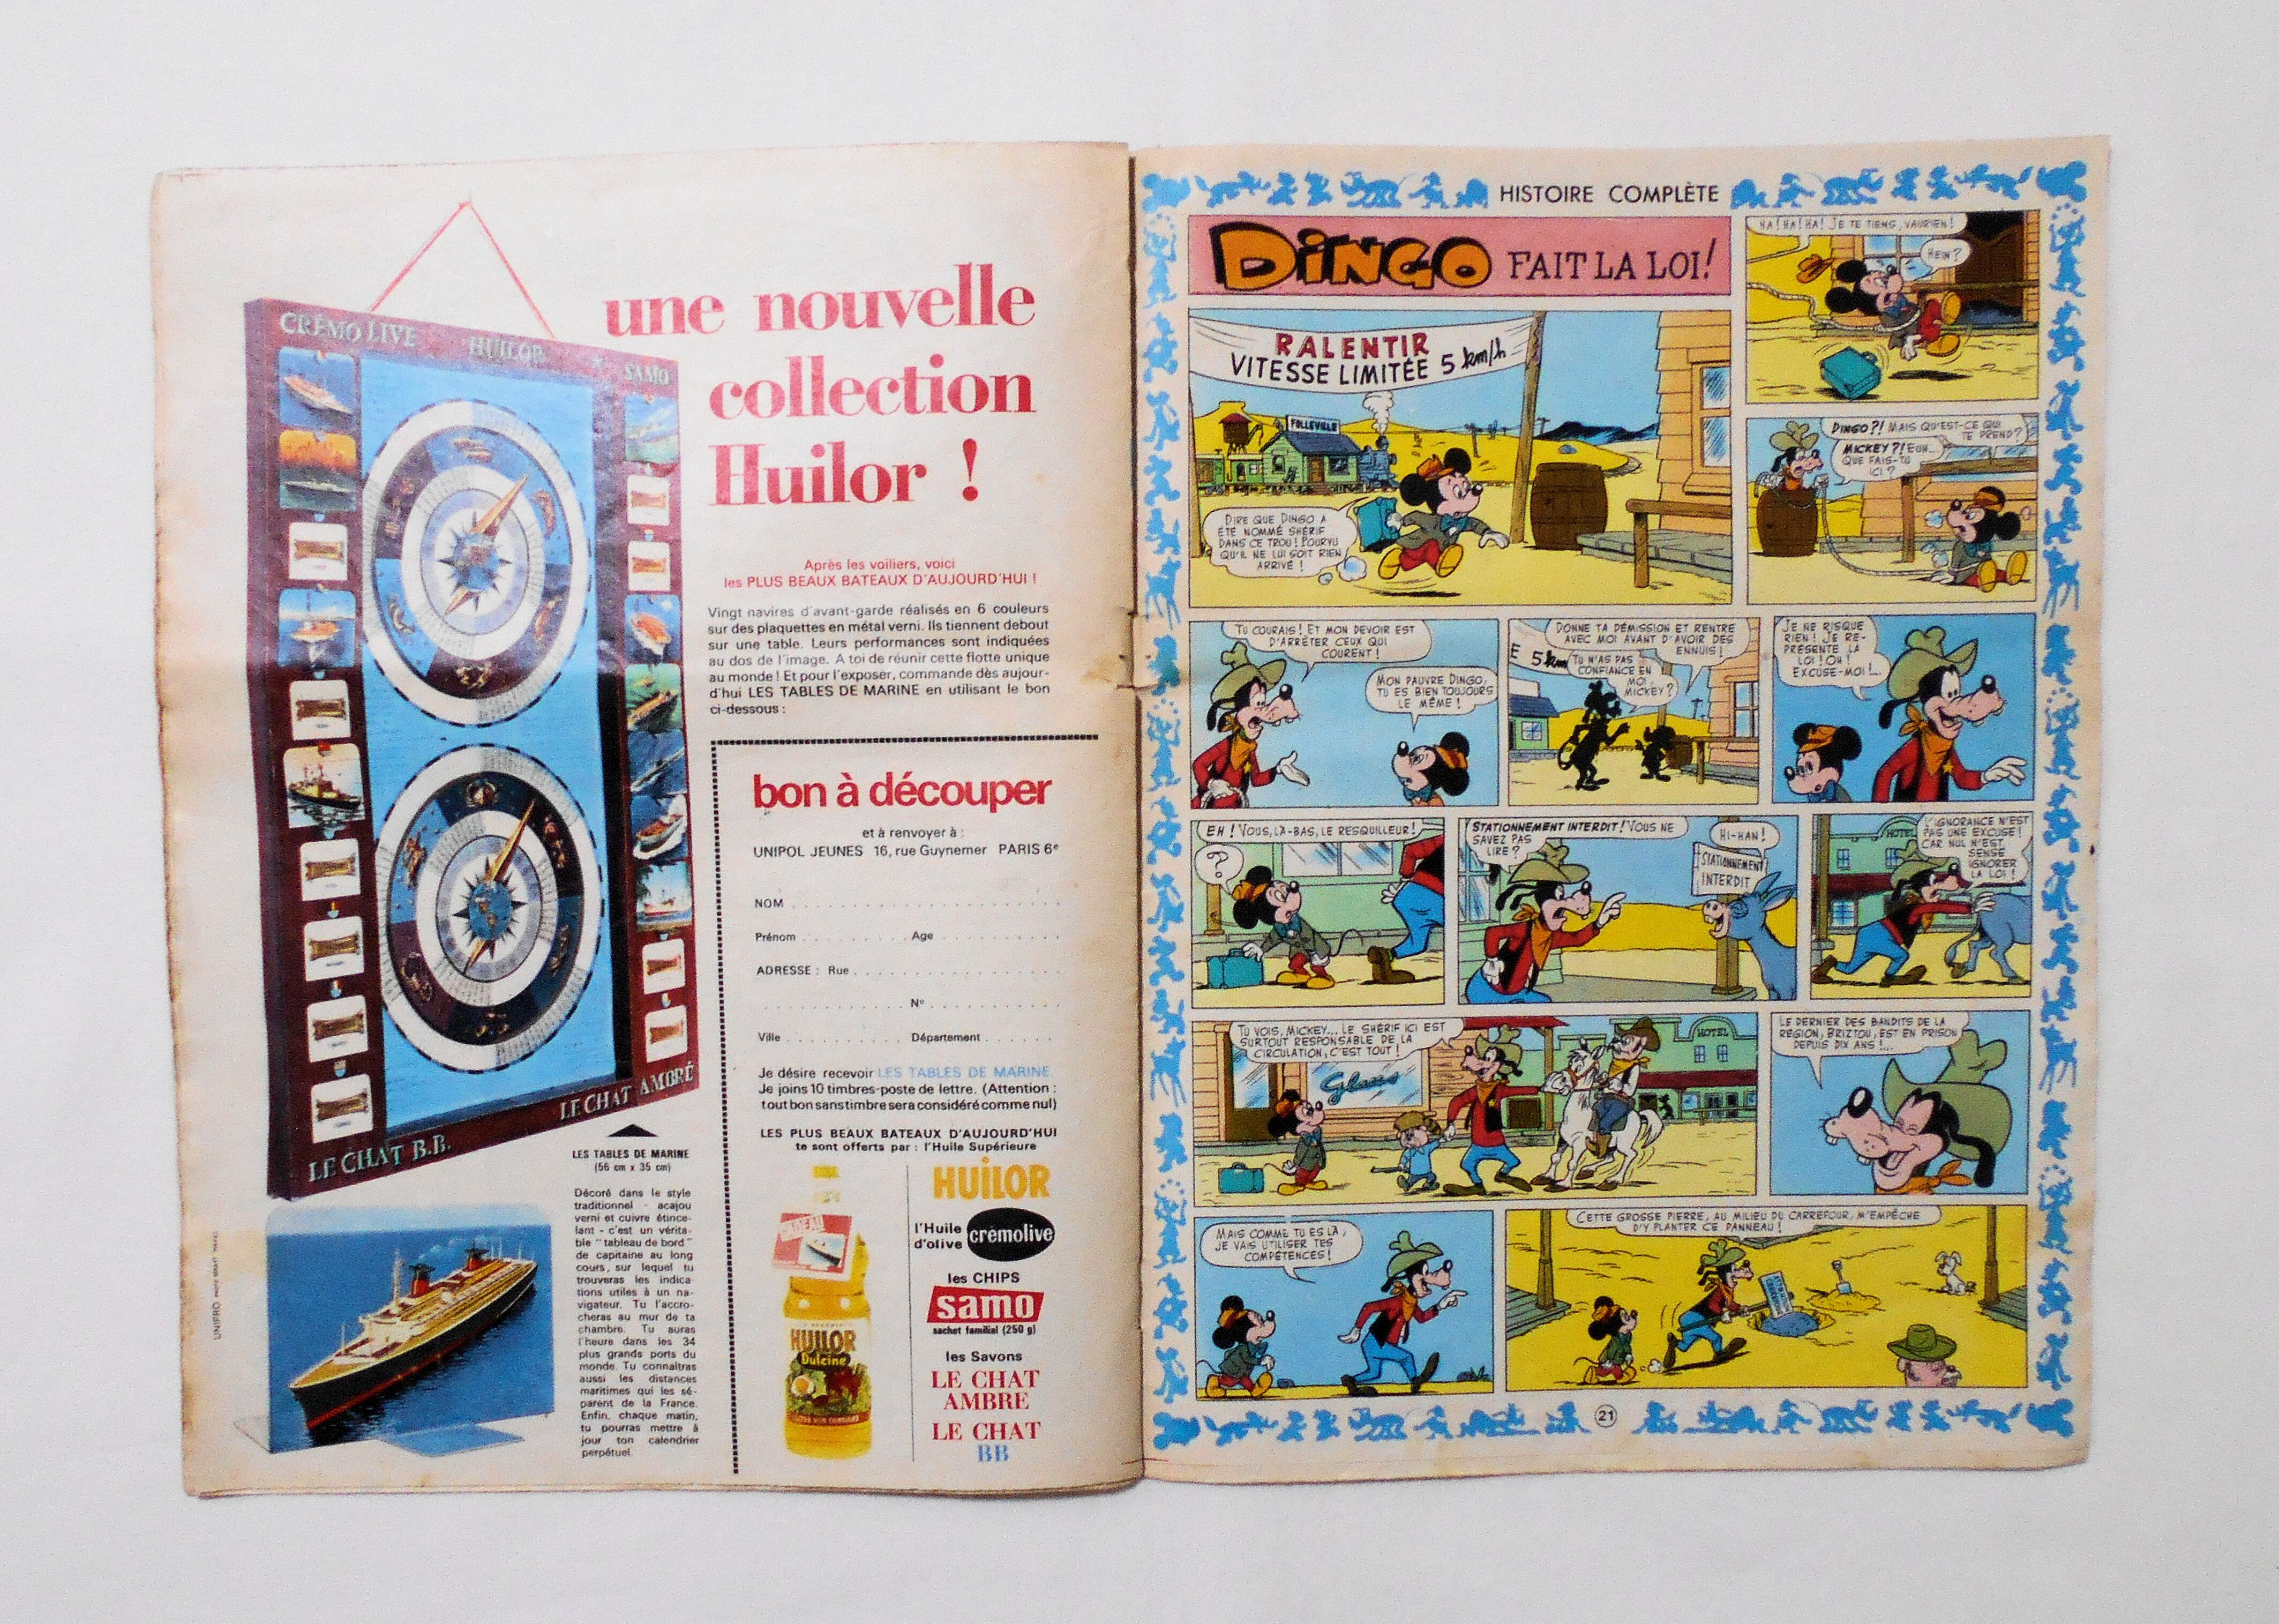 CRÉMO LIVE HUILOR SAMO
une nouvelle
collection
Huilor !
Après les voiliers, voici
les PLUS BEAUX BATEAUX D'AUJOURD'HUI !
Vingt navires d'avant-garde réalisés en 6 couleurs
sur des plaquettes en métal verni. Ils tiennent debout
sur une table. Leurs performances sont indiquées
au dos de l'image. A toi de réunir cette flotte unique
au monde ! Et pour l'exposer, commande dès aujour-
d'hui LES TABLES DE MARINE en utilisant le bon
ci-dessous :
bon à découper
et à renvoyer à :
UNIPOL JEUNES 16, rue Guynemer PARIS 6e
NOM
Prénom Age
ADRESSE : Rue
N°
Ville Département
Je désire recevoir LES TABLES DE MARINE.
Je joins 10 timbres-poste de lettre. (Attention :
tout bon sans timbre sera considéré comme nul)
LES PLUS BEAUX BATEAUX D'AUJOURD'HUI
te sont offerts par : l'Huile Supérieure
HUILOR
l'Huile
d'olive crémolive
les CHIPS
samo
sachet familial (250 g)
les Savons
LE CHAT
AMBRE
LE CHAT
BB
CADEAU
HUILOR
Dulcine
LE CHAT B.B. LE CHAT AMBRÉ
LES TABLES DE MARINE
(56 cm x 35 cm)
Décoré dans le style
traditionnel - acajou
verni et cuivre étince-
lant - c'est un vérita-
ble "tableau de bord"
de capitaine au long
cours, sur lequel tu
trouveras les indica-
tions utiles à un na-
vigateur. Tu l'accro-
cheras au mur de ta
chambre. Tu auras
l'heure dans les 34
plus grands ports du
monde. Tu connaîtras
aussi les distances
maritimes qui les sé-
parent de la France.
Enfin, chaque matin,
tu pourras mettre à
jour ton calendrier
perpétuel.
UNIPRO
HISTOIRE COMPLÈTE
DINGO FAIT LA LOI!
RALENTIR
VITESSE LIMITÉE 5 km/h
FOLLEVILLE
DIRE QUE DINGO A
ÉTÉ NOMMÉ SHÉRIF
DANS CE TROU! POURVU
QU'IL NE LUI SOIT RIEN
ARRIVÉ !
HA! HA! HA! JE TE TIENS, VAURIEN!
HEIN?
DINGO?! MAIS QU'EST-CE QUI
TE PREND?
MICKEY?! EUH...
QUE FAIS-TU
ICI ?
TU COURAIS! ET MON DEVOIR EST
D'ARRÊTER CEUX QUI
COURENT!
MON PAUVRE DINGO,
TU ES BIEN TOUJOURS
LE MÊME !
DONNE TA DÉMISSION ET RENTRE
AVEC MOI AVANT D'AVOIR DES
ENNUIS!
E 5 km
TU N'AS PAS
CONFIANCE EN
MOI,
MICKEY?
JE NE RISQUE
RIEN! JE RE-
PRÉSENTE LA
LOI! OH!
EXCUSE-MOI!...
EH! VOUS, LÀ-BAS, LE RESQUILLEUR!
?
STATIONNEMENT INTERDIT! VOUS NE
SAVEZ PAS
LIRE ?
HI-HAN!
STATIONNEMENT
INTERDIT
HOTEL
L'IGNORANCE N'EST
PAS UNE EXCUSE!
CAR NUL N'EST
SENSÉ
IGNORER
LA LOI!
TU VOIS, MICKEY... LE SHÉRIF ICI EST
SURTOUT RESPONSABLE DE LA
CIRCULATION, C'EST TOUT !
HOTEL
LE DERNIER DES BANDITS DE LA
RÉGION, BRIZTOU, EST EN PRISON
DEPUIS DIX ANS!...
MAIS COMME TU ES LÀ,
JE VAIS UTILISER TES
COMPÉTENCES!
CETTE GROSSE PIERRE, AU MILIEU DU CARREFOUR, M'EMPÊCHE
D'Y PLANTER CE PANNEAU!
21